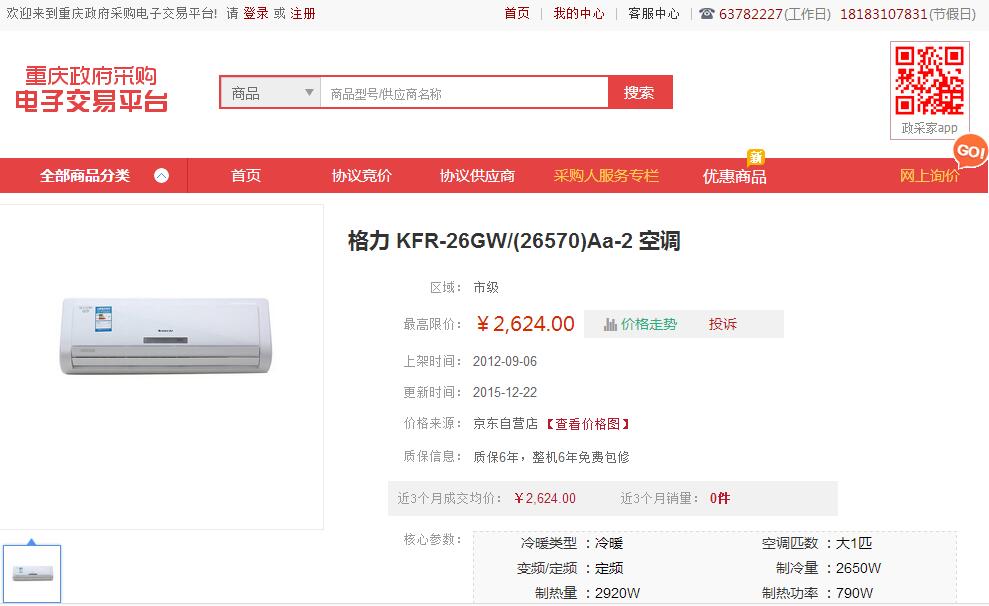 欢迎来到重庆政府采购电子交易平台! 请 登录 或 注册
首页 我的中心 客服中心 63782227(工作日) 18183107831(节假日)
重庆政府采购
电子交易平台
商品 商品型号/供应商名称 搜索
政采家app
GO!
新
全部商品分类 首页 协议竞价 协议供应商 采购人服务专栏 优惠商品 网上询价
格力 KFR-26GW/(26570)Aa-2 空调
区域： 市级
最高限价： ￥2,624.00 价格走势 投诉
上架时间： 2012-09-06
更新时间： 2015-12-22
价格来源： 京东自营店 【查看价格图】
质保信息： 质保6年，整机6年免费包修
近3个月成交均价： ￥2,624.00 近3个月销量： 0件
核心参数：
冷暖类型 ：冷暖 空调匹数 ：大1匹
变频/定频 ：定频 制冷量 ：2650W
制热量 ：2920W 制热功率 ：790W